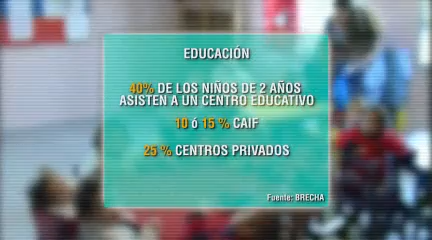 EDUCACIÓN
40% DE LOS NIÑOS DE 2 AÑOS
ASISTEN A UN CENTRO EDUCATIVO
10 ó 15 % CAIF
25 % CENTROS PRIVADOS
Fuente: BRECHA